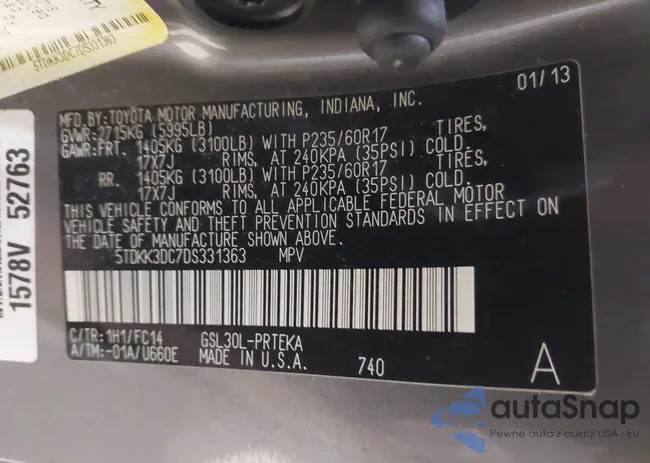 5TDKK3DC7DS331363
1578V 52763
01/13
MFD.BY:TOYOTA MOTOR MANUFACTURING, INDIANA, INC.
GVWR:2715KG (5995LB)
GAWR:FRT. 1405KG (3100LB) WITH P235/60R17 TIRES,
17X7J RIMS, AT 240KPA (35PSI) COLD.
RR. 1405KG (3100LB) WITH P235/60R17 TIRES,
17X7J RIMS, AT 240KPA (35PSI) COLD.
THIS VEHICLE CONFORMS TO ALL APPLICABLE FEDERAL MOTOR
VEHICLE SAFETY AND THEFT PREVENTION STANDARDS IN EFFECT ON
THE DATE OF MANUFACTURE SHOWN ABOVE.
5TDKK3DC7DS331363 MPV
C/TR: 1H1/FC14 GSL30L-PRTEKA
A/TM:-01A/U660E MADE IN U.S.A. 740 A
autaSnap
Pewne auta z aukcji USA i EU